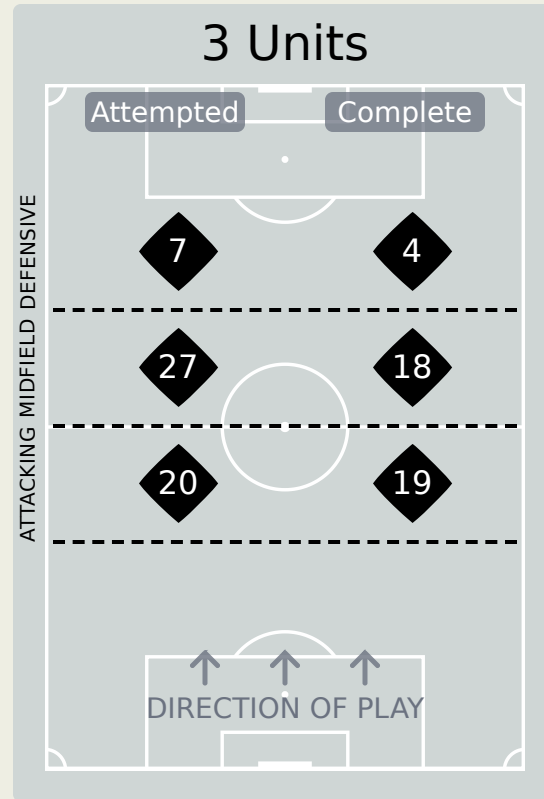 3 Units
Attempted Complete
ATTACKING MIDFIELD DEFENSIVE
7 4
27 18
20 19
DIRECTION OF PLAY